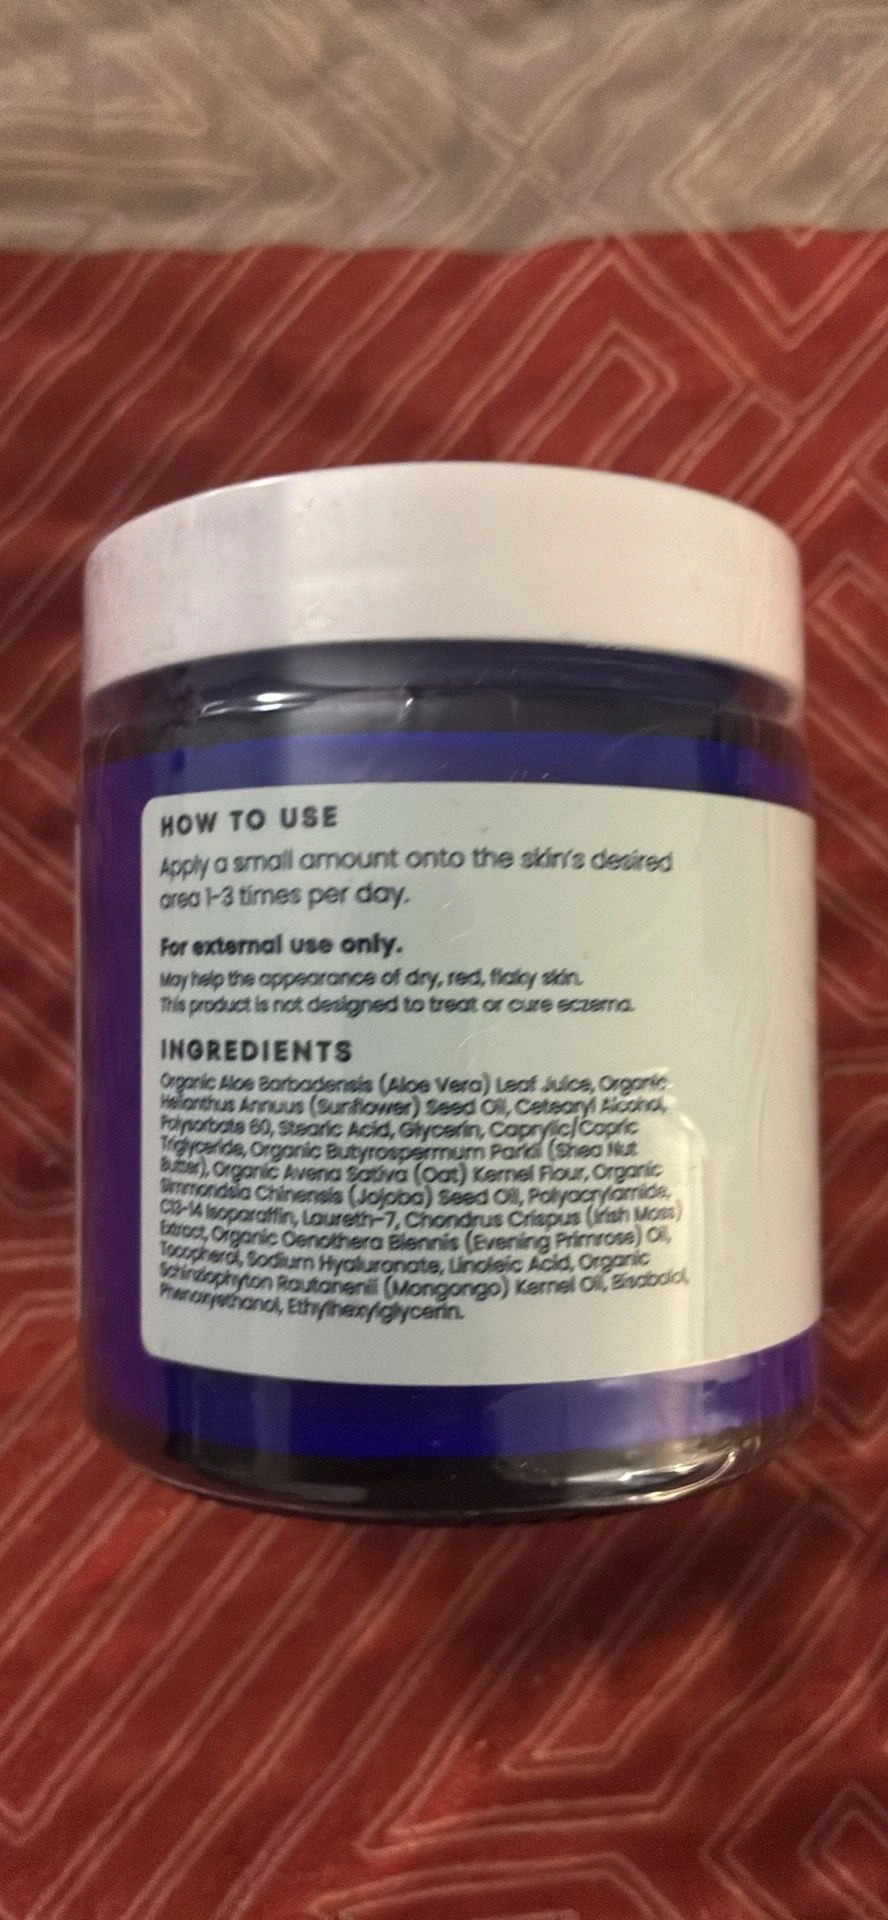 HOW TO USE
Apply a small amount onto the skin's desired
area 1-3 times per day.
For external use only.
May help the appearance of dry, red, flaky skin.
This product is not designed to treat or cure eczema.
INGREDIENTS
Organic Aloe Barbadensis (Aloe Vera) Leaf Juice, Organic
Helianthus Annuus (Sunflower) Seed Oil, Cetearyl Alcohol,
Polysorbate 60, Stearic Acid, Glycerin, Caprylic/Capric
Triglyceride, Organic Butyrospermum Parkii (Shea Nut
Butter), Organic Avena Sativa (Oat) Kernel Flour, Organic
Simmondsia Chinensis (Jojoba) Seed Oil, Polyacrylamide,
C13-14 Isoparaffin, Laureth-7, Chondrus Crispus (Irish Moss)
Extract, Organic Oenothera Biennis (Evening Primrose) Oil,
Tocopherol, Sodium Hyaluronate, Linoleic Acid, Organic
Schinziophyton Rautanenii (Mongongo) Kernel Oil, Bisabolol,
Phenoxyethanol, Ethylhexylglycerin.